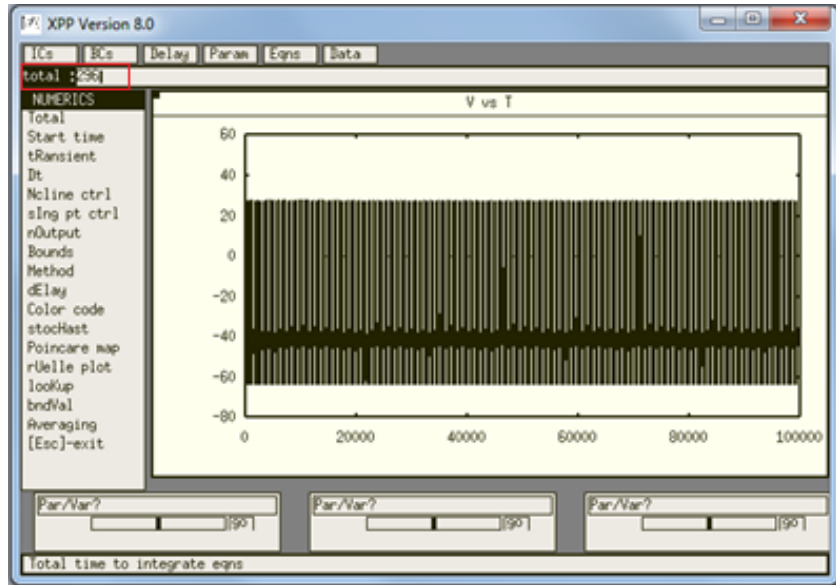 XPP Version 8.0
ICs BCs Delay Param Eqns Data
total :296
NUMERICS
Total
Start time
tRansient
Dt
Ncline ctrl
sIng pt ctrl
nOutput
Bounds
Method
dElay
Color code
stocHast
Poincare map
rUelle plot
looKup
bndVal
Averaging
[Esc]-exit
V vs T
60
40
20
0
-20
-40
-60
-80
0 20000 40000 60000 80000 100000
Par/Var? Par/Var? Par/Var?
Total time to integrate eqns